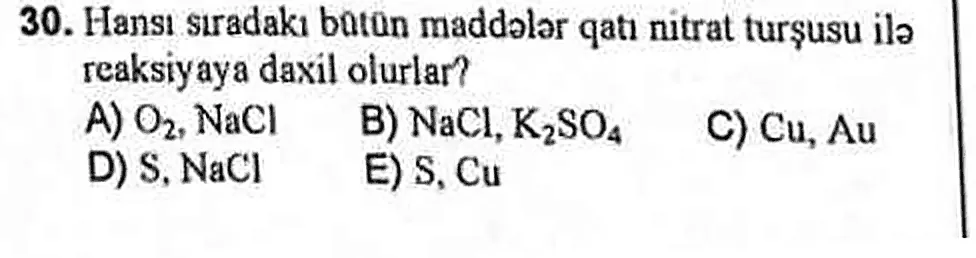 30. Hansı sıradakı bütün maddələr qatı nitrat turşusu ilə
reaksiyaya daxil olurlar?
A) O₂, NaCl B) NaCl, K₂SO₄ C) Cu, Au
D) S, NaCl E) S, Cu